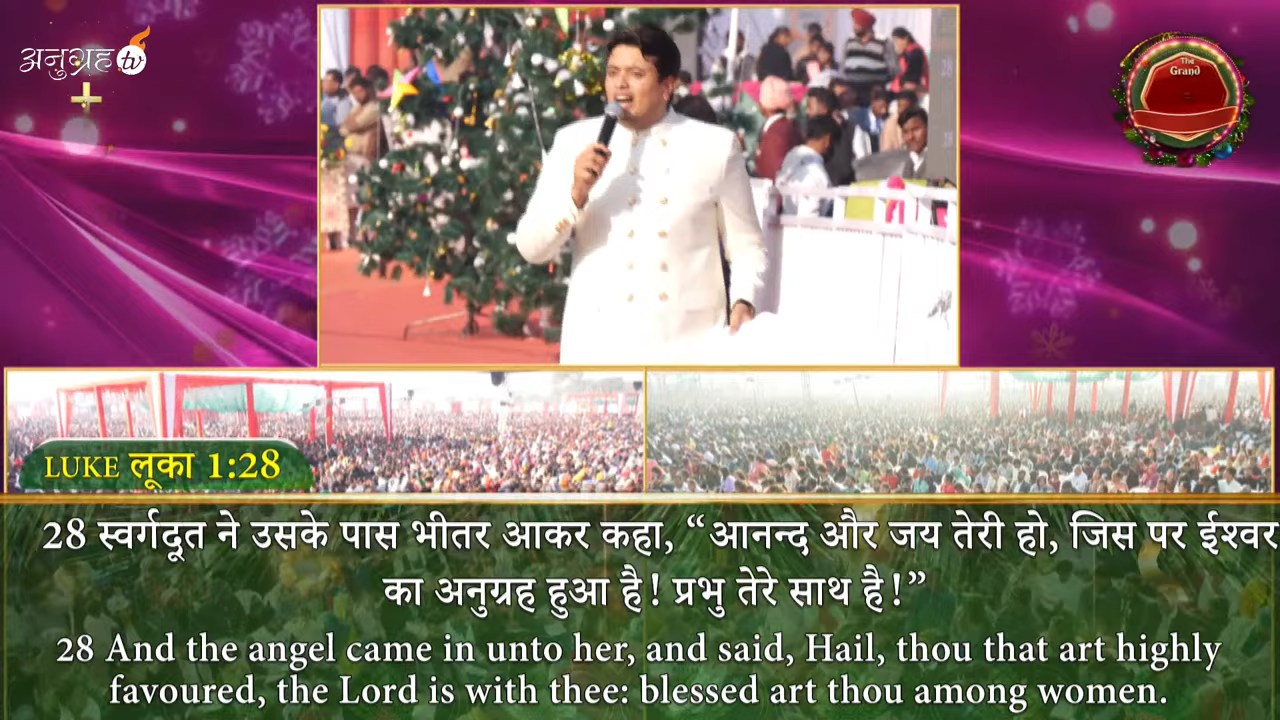 अनुग्रह tv
The
Grand
LUKE लूका 1:28
28 स्वर्गदूत ने उसके पास भीतर आकर कहा, “आनन्द और जय तेरी हो, जिस पर ईश्वर
का अनुग्रह हुआ है! प्रभु तेरे साथ है!”
28 And the angel came in unto her, and said, Hail, thou that art highly
favoured, the Lord is with thee: blessed art thou among women.